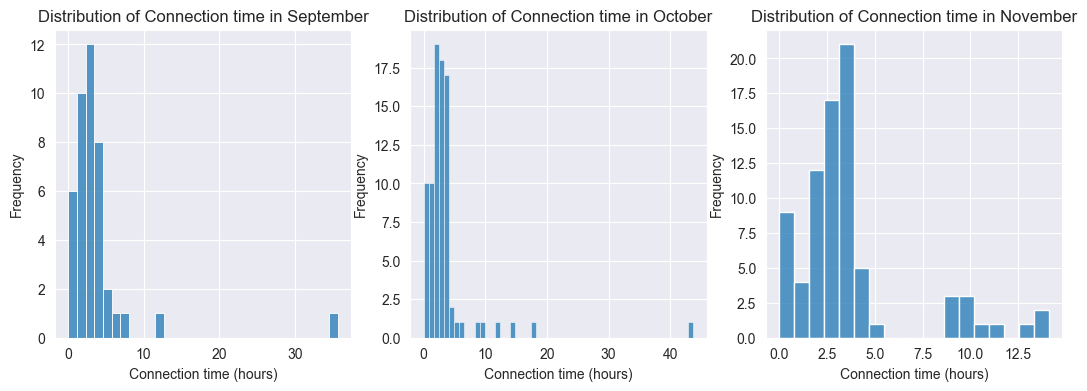 Distribution of Connection time in September
12
10
8
6
4
2
0
Frequency
0 10 20 30
Connection time (hours)
Distribution of Connection time in October
17.5
15.0
12.5
10.0
7.5
5.0
2.5
0.0
Frequency
0 10 20 30 40
Connection time (hours)
Distribution of Connection time in November
20.0
17.5
15.0
12.5
10.0
7.5
5.0
2.5
0.0
Frequency
0.0 2.5 5.0 7.5 10.0 12.5
Connection time (hours)